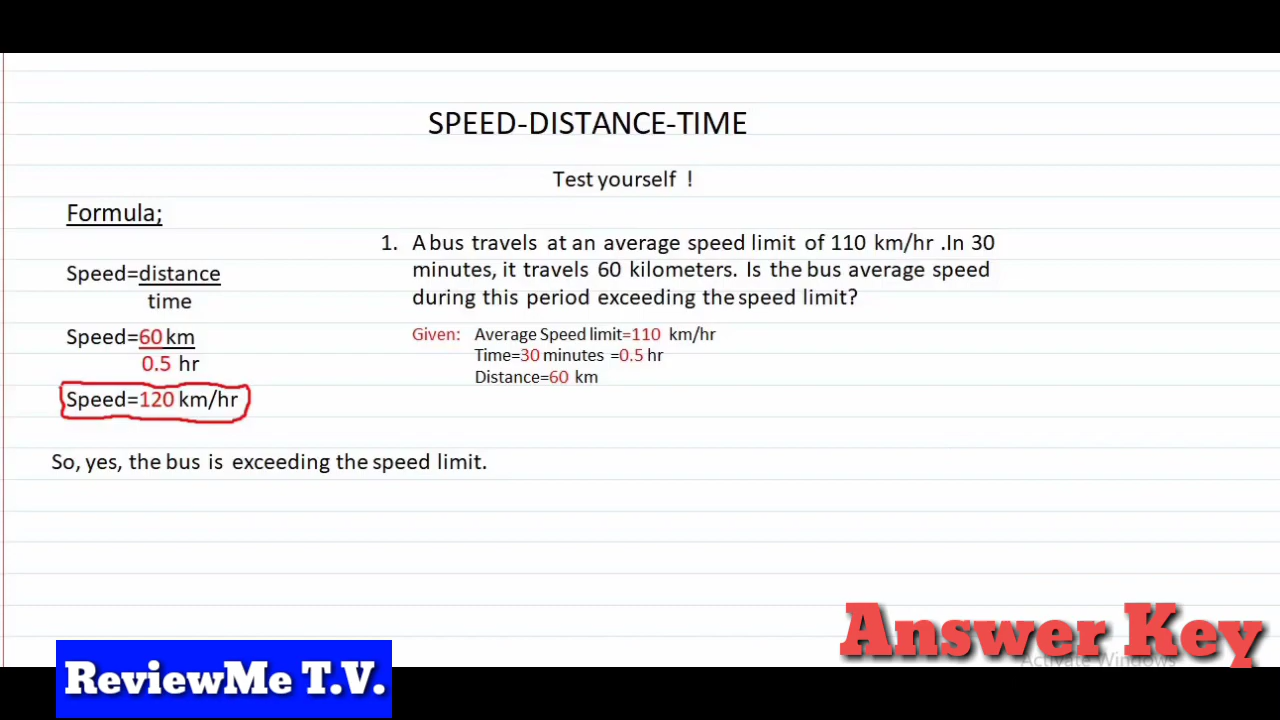 SPEED-DISTANCE-TIME
Test yourself !
Formula;
Speed=distance
time
Speed=60 km
0.5 hr
Speed=120 km/hr
So, yes, the bus is exceeding the speed limit.
1. A bus travels at an average speed limit of 110 km/hr .In 30
minutes, it travels 60 kilometers. Is the bus average speed
during this period exceeding the speed limit?
Given: Average Speed limit=110 km/hr
Time=30 minutes =0.5 hr
Distance=60 km
Answer Key
Activate Windows
ReviewMe T.V.